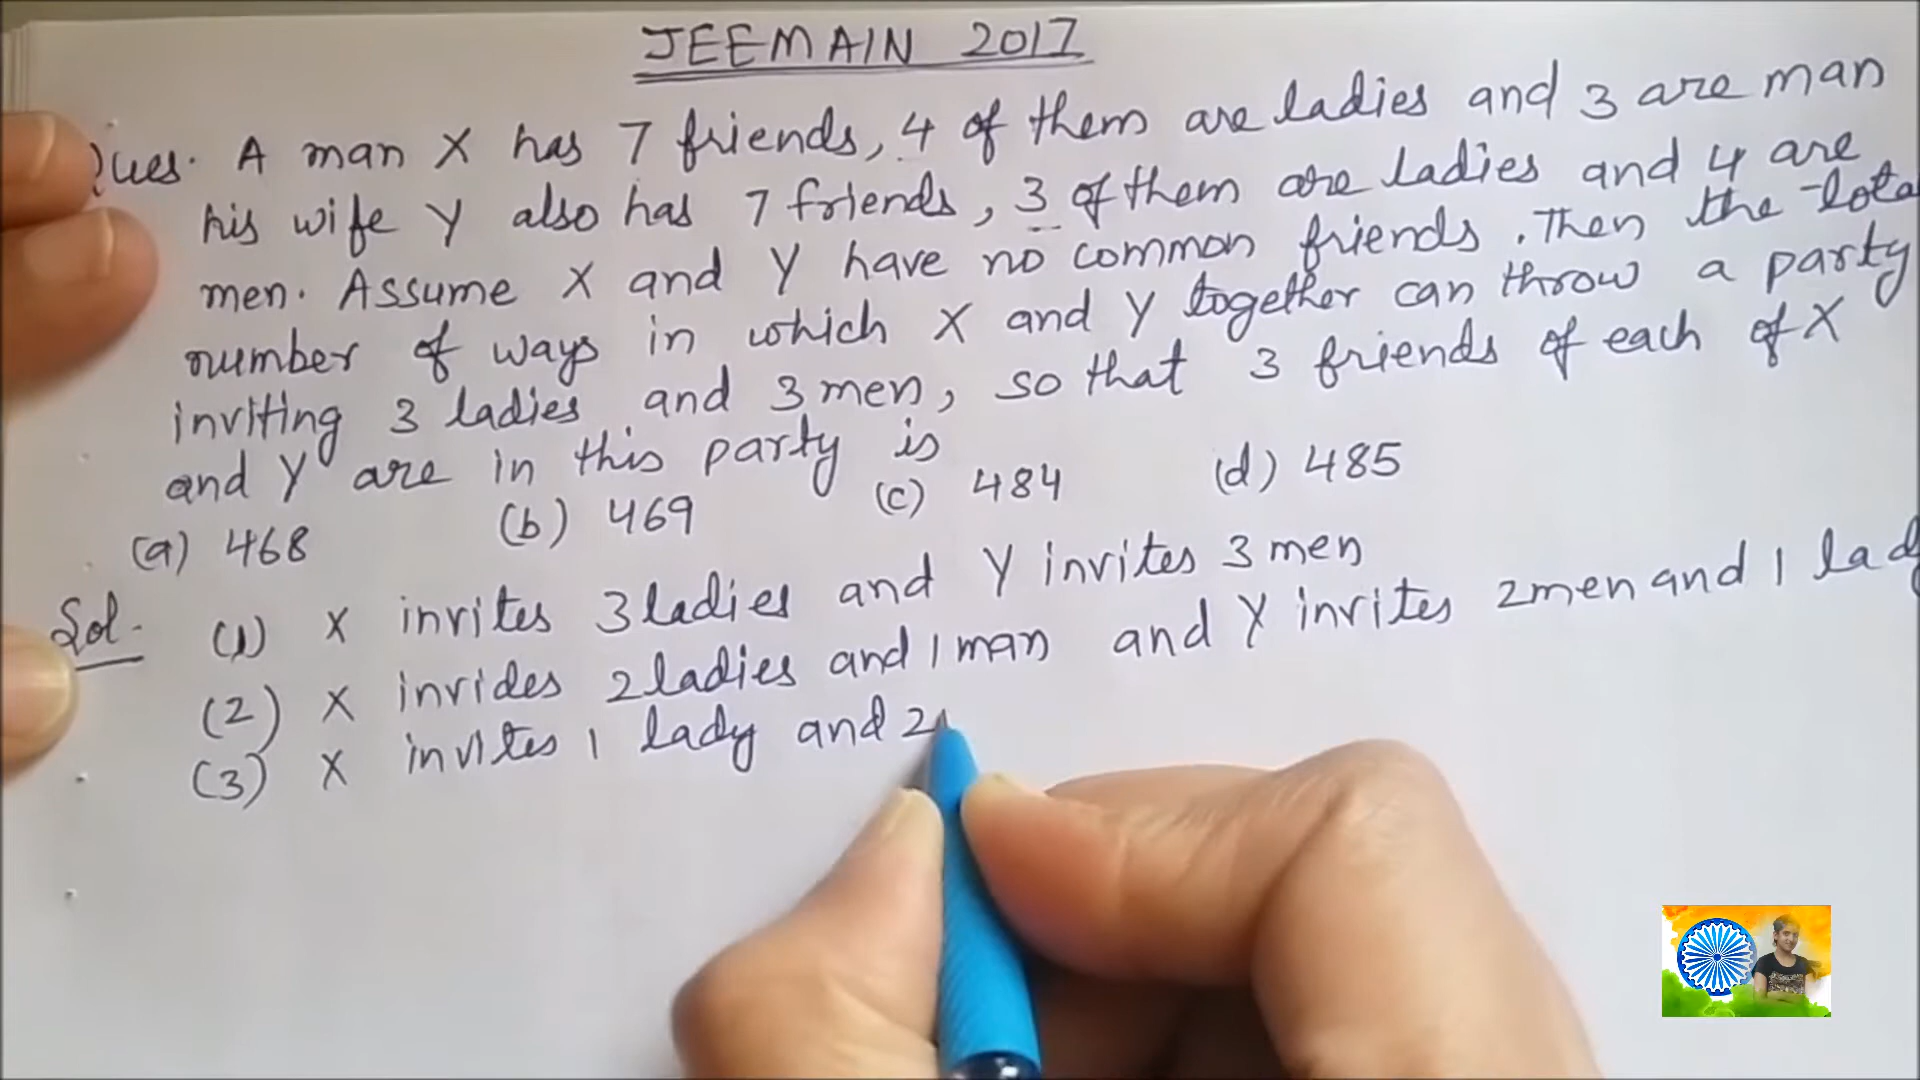 JEEMAIN 2017
Ques. A man X has 7 friends, 4 of them are ladies and 3 are man
his wife Y also has 7 friends, 3 of them are ladies and 4 are
men. Assume X and Y have no common friends. Then the tota
number of ways in which X and Y together can throw a party
inviting 3 ladies and 3 men, so that 3 friends of each of X
and Y are in this party is
(a) 468 (b) 469 (c) 484 (d) 485
Sol. (1) X invites 3 ladies and Y invites 3 men
(2) X invides 2 ladies and 1 man and Y invites 2 men and 1 lady
(3) X invites 1 lady and 2